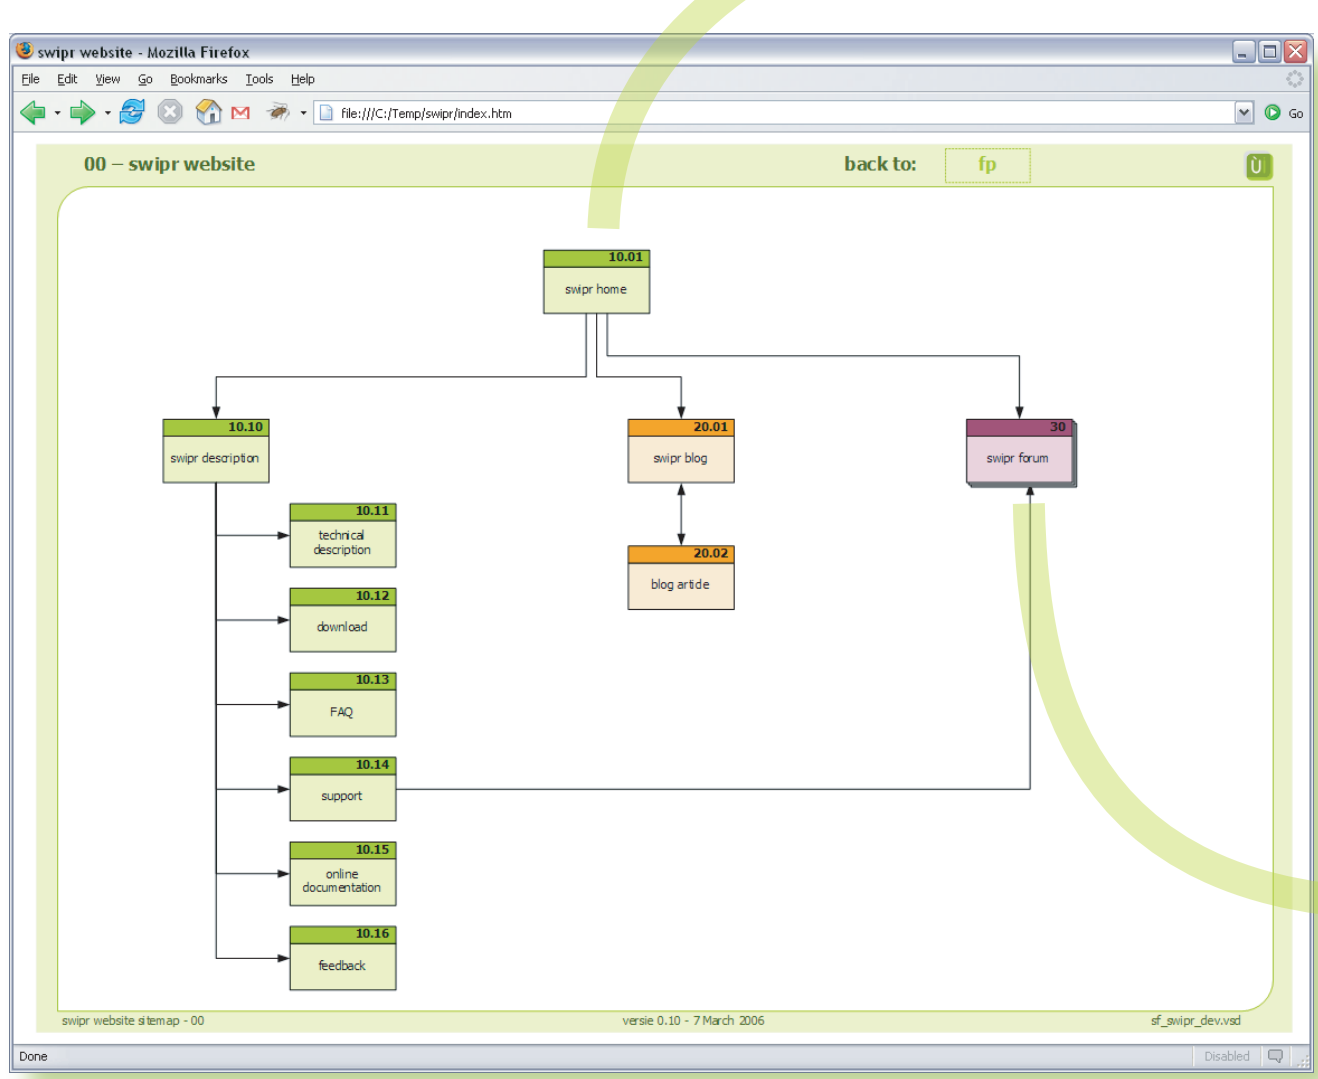 swipr website - Mozilla Firefox
File Edit View Go Bookmarks Tools Help
file:///C:/Temp/swipr/index.htm Go
00 – swipr website back to: fp Ù
10.01
swipr home
10.10
swipr description
20.01
swipr blog
30
swipr forum
10.11
technical
description
20.02
blog article
10.12
download
10.13
FAQ
10.14
support
10.15
online
documentation
10.16
feedback
swipr website sitemap - 00 versie 0.10 - 7 March 2006 sf_swipr_dev.vsd
Done Disabled